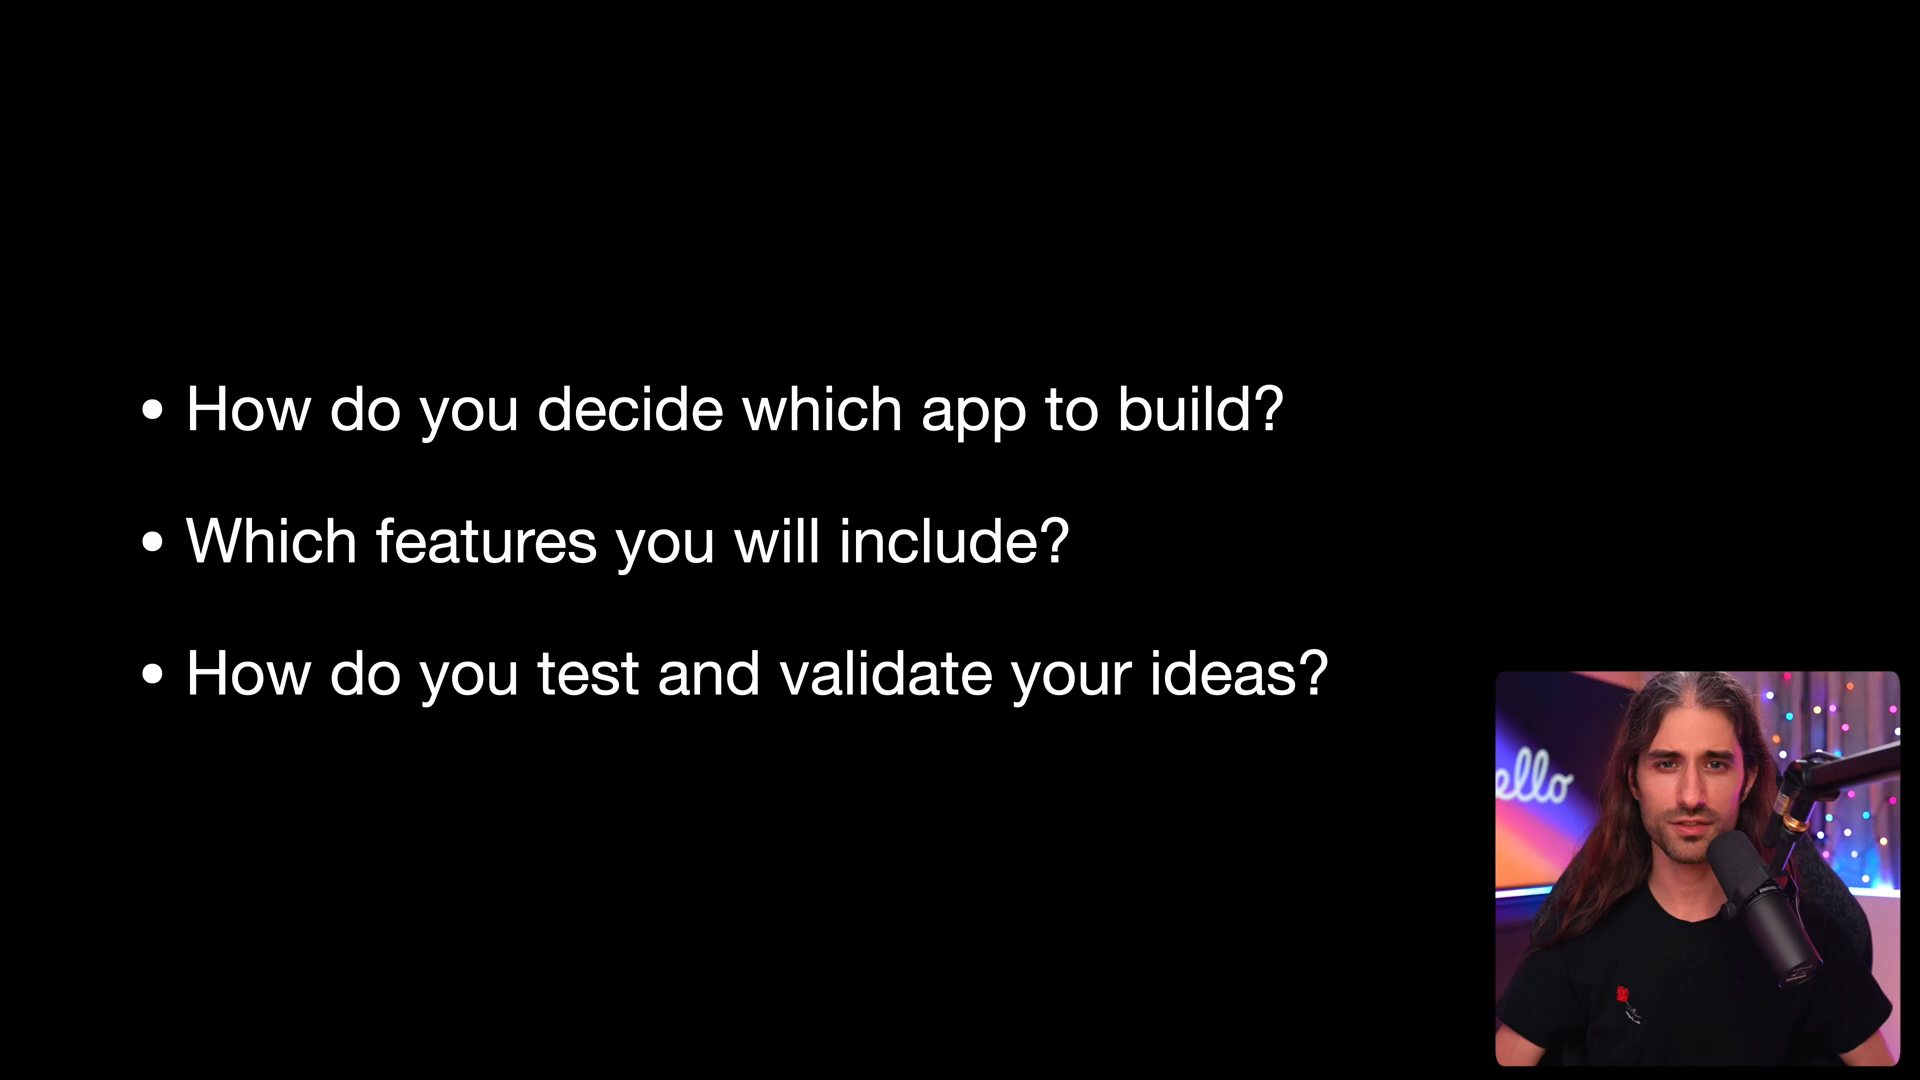 • How do you decide which app to build?
• Which features you will include?
• How do you test and validate your ideas?
ello